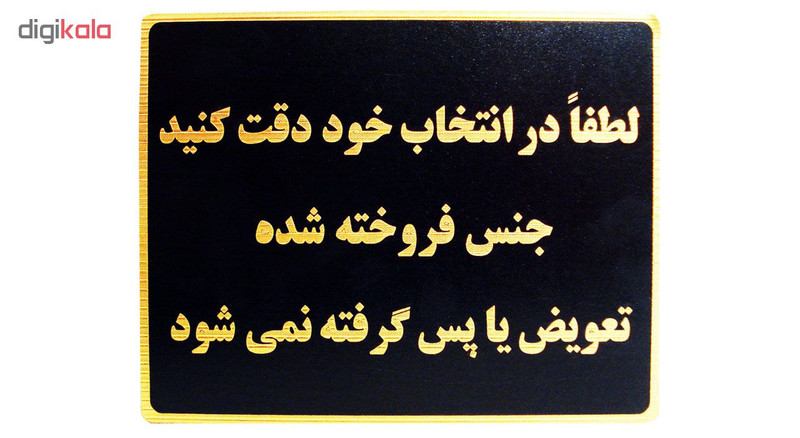 digikala
لطفاً در انتخاب خود دقت کنید
جنس فروخته شده
تعویض یا پس گرفته نمی شود